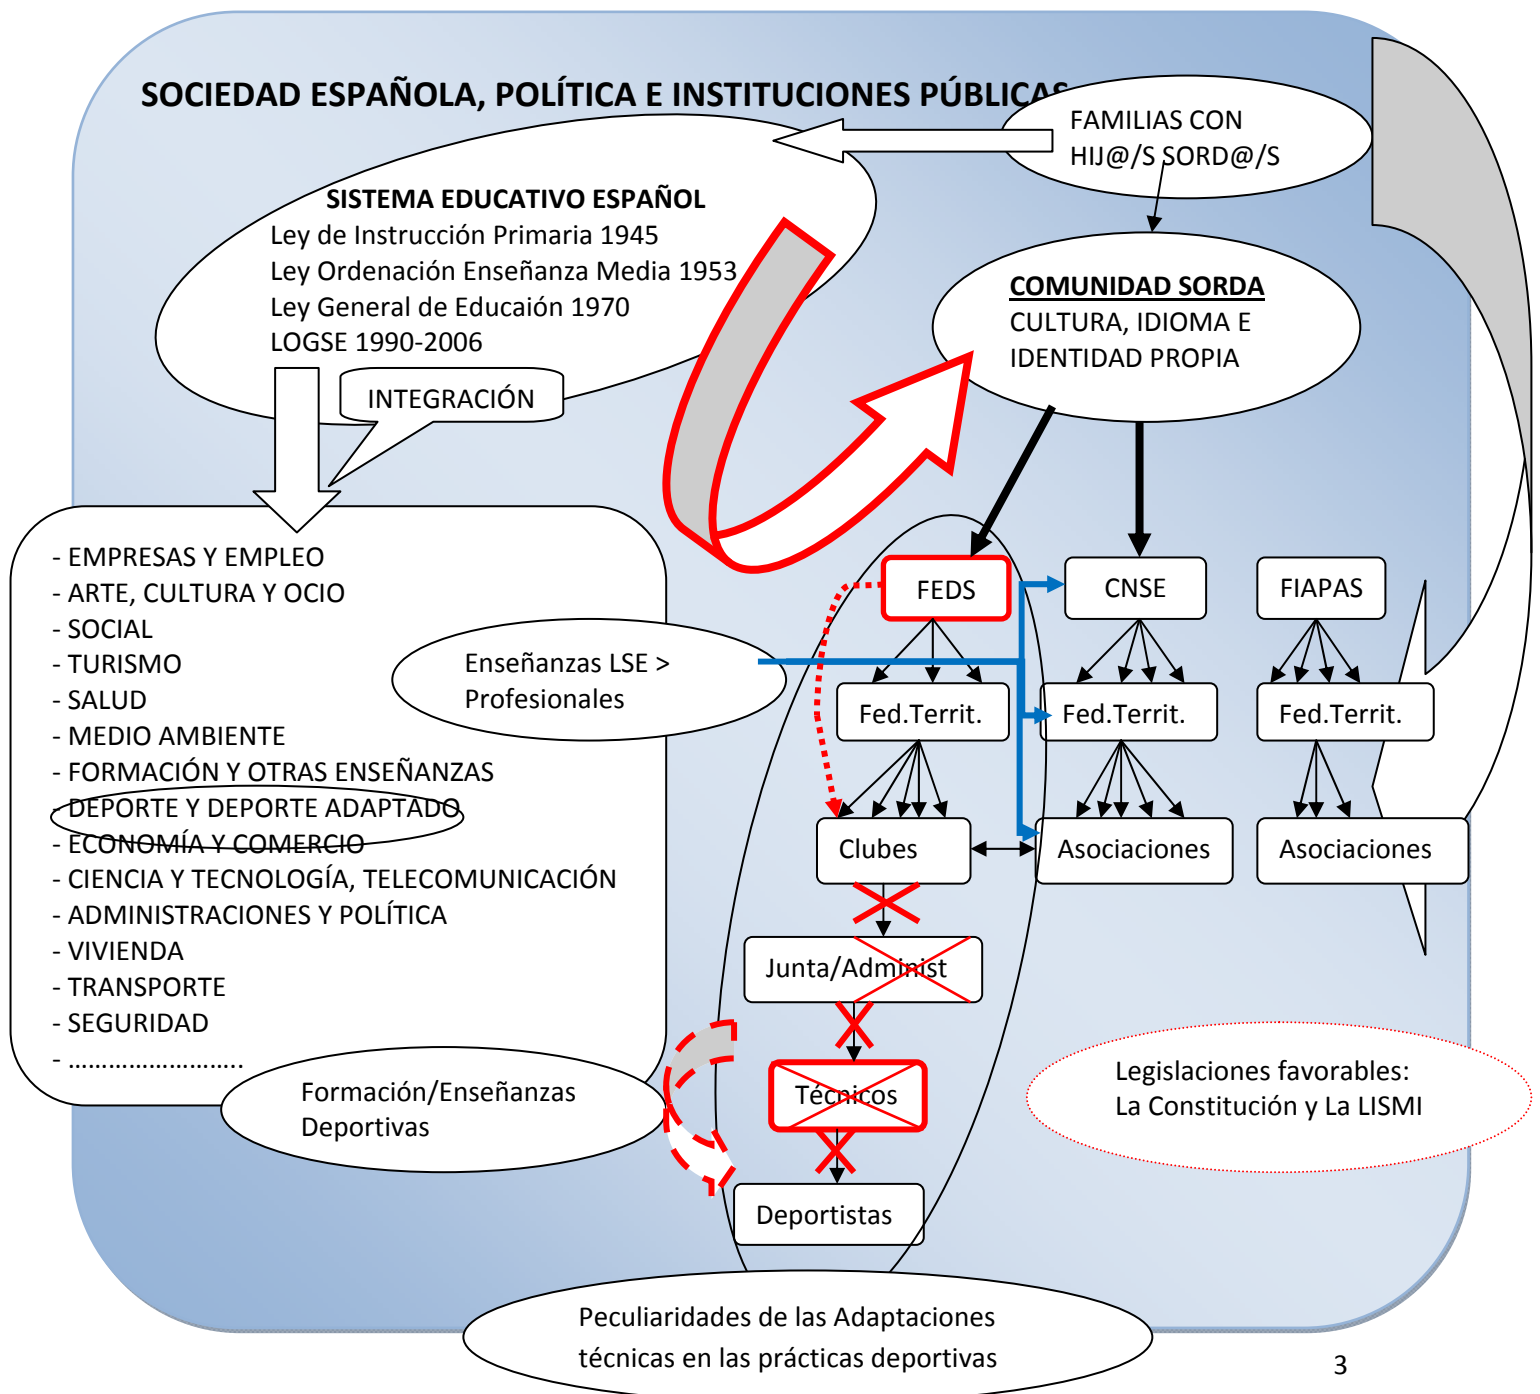 SOCIEDAD ESPAÑOLA, POLÍTICA E INSTITUCIONES PÚBLICAS
FAMILIAS CON
HIJ@/S SORD@/S
SISTEMA EDUCATIVO ESPAÑOL
Ley de Instrucción Primaria 1945
Ley Ordenación Enseñanza Media 1953
Ley General de Educaión 1970
LOGSE 1990-2006
INTEGRACIÓN
COMUNIDAD SORDA
CULTURA, IDIOMA E
IDENTIDAD PROPIA
- EMPRESAS Y EMPLEO
- ARTE, CULTURA Y OCIO
- SOCIAL
- TURISMO
- SALUD
- MEDIO AMBIENTE
- FORMACIÓN Y OTRAS ENSEÑANZAS
- DEPORTE Y DEPORTE ADAPTADO
- ECONOMÍA Y COMERCIO
- CIENCIA Y TECNOLOGÍA, TELECOMUNICACIÓN
- ADMINISTRACIONES Y POLÍTICA
- VIVIENDA
- TRANSPORTE
- SEGURIDAD
- ……………………..
Enseñanzas LSE >
Profesionales
FEDS
CNSE
FIAPAS
Fed.Territ.
Fed.Territ.
Fed.Territ.
Clubes
Asociaciones
Asociaciones
Junta/Administ
Técnicos
Deportistas
Formación/Enseñanzas
Deportivas
Legislaciones favorables:
La Constitución y La LISMI
Peculiaridades de las Adaptaciones
técnicas en las prácticas deportivas
3